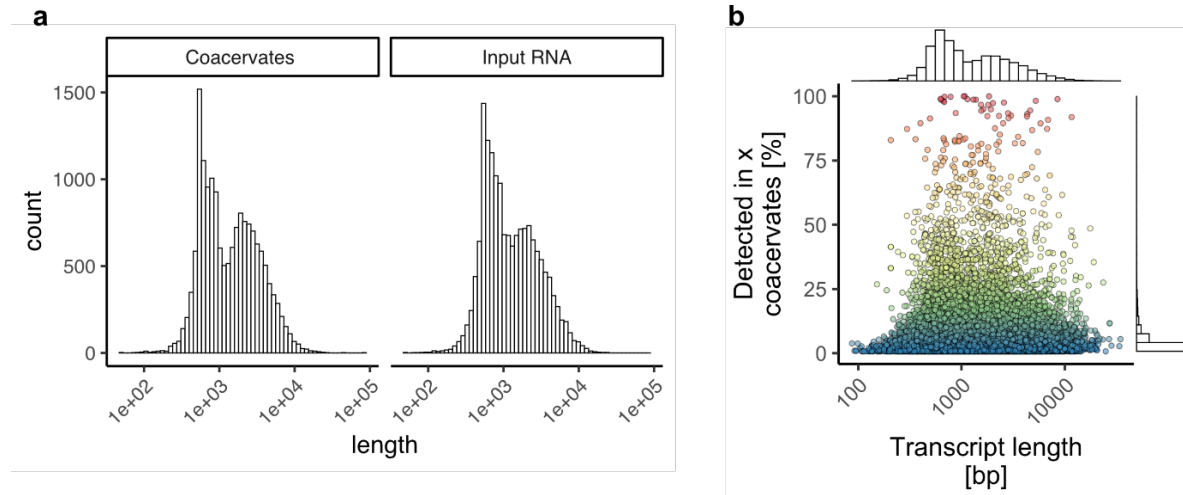 a
Coacervates
Input RNA
1500
1000
500
0
count
1e+02
1e+03
1e+04
1e+05
1e+02
1e+03
1e+04
1e+05
length
b
100
75
50
25
0
Detected in x
coacervates [%]
100
1000
10000
Transcript length
[bp]